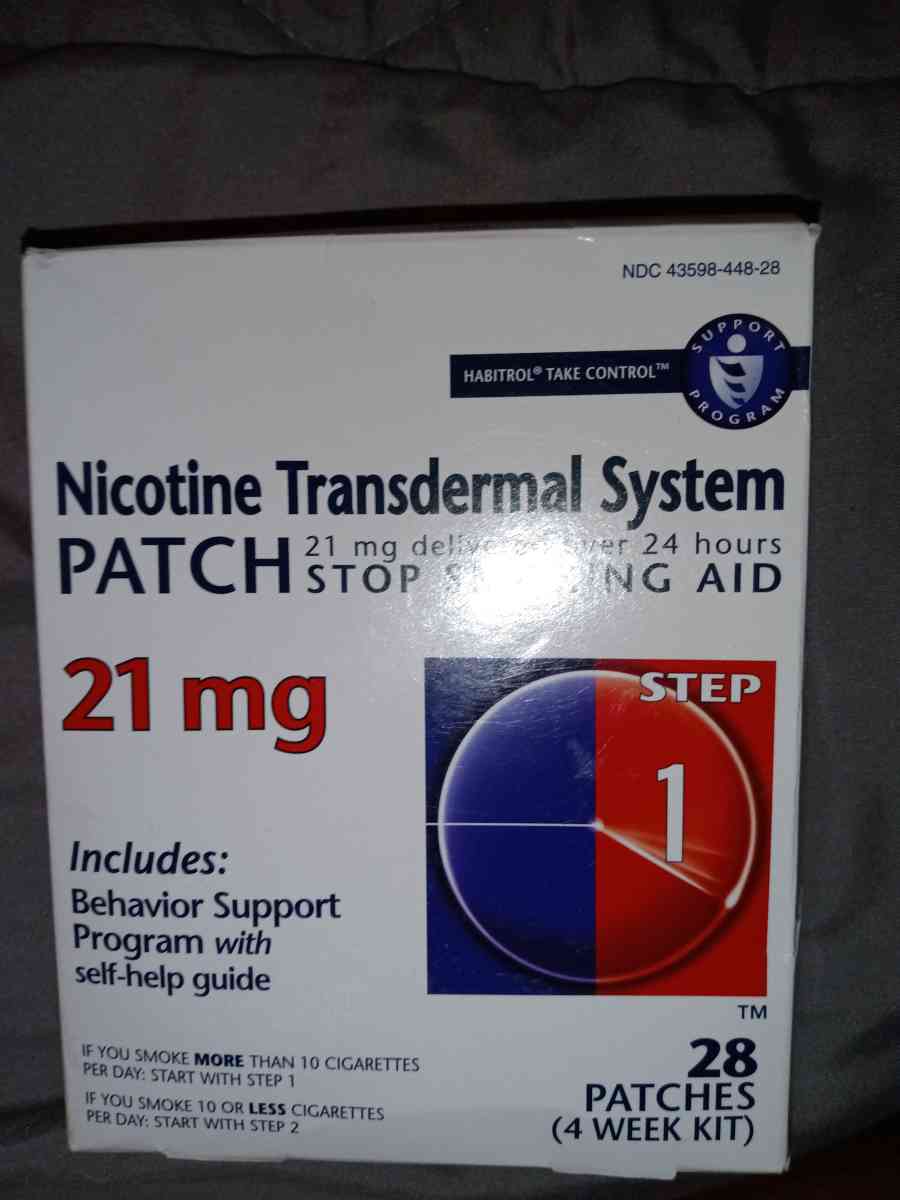 NDC 43598-448-28
HABITROL® TAKE CONTROL™
SUPPORT
PROGRAM
Nicotine Transdermal System
PATCH
21 mg delivered over 24 hours
STOP SMOKING AID
21 mg
STEP
1
Includes:
Behavior Support
Program with
self-help guide
TM
IF YOU SMOKE MORE THAN 10 CIGARETTES
PER DAY: START WITH STEP 1
IF YOU SMOKE 10 OR LESS CIGARETTES
PER DAY: START WITH STEP 2
28
PATCHES
(4 WEEK KIT)